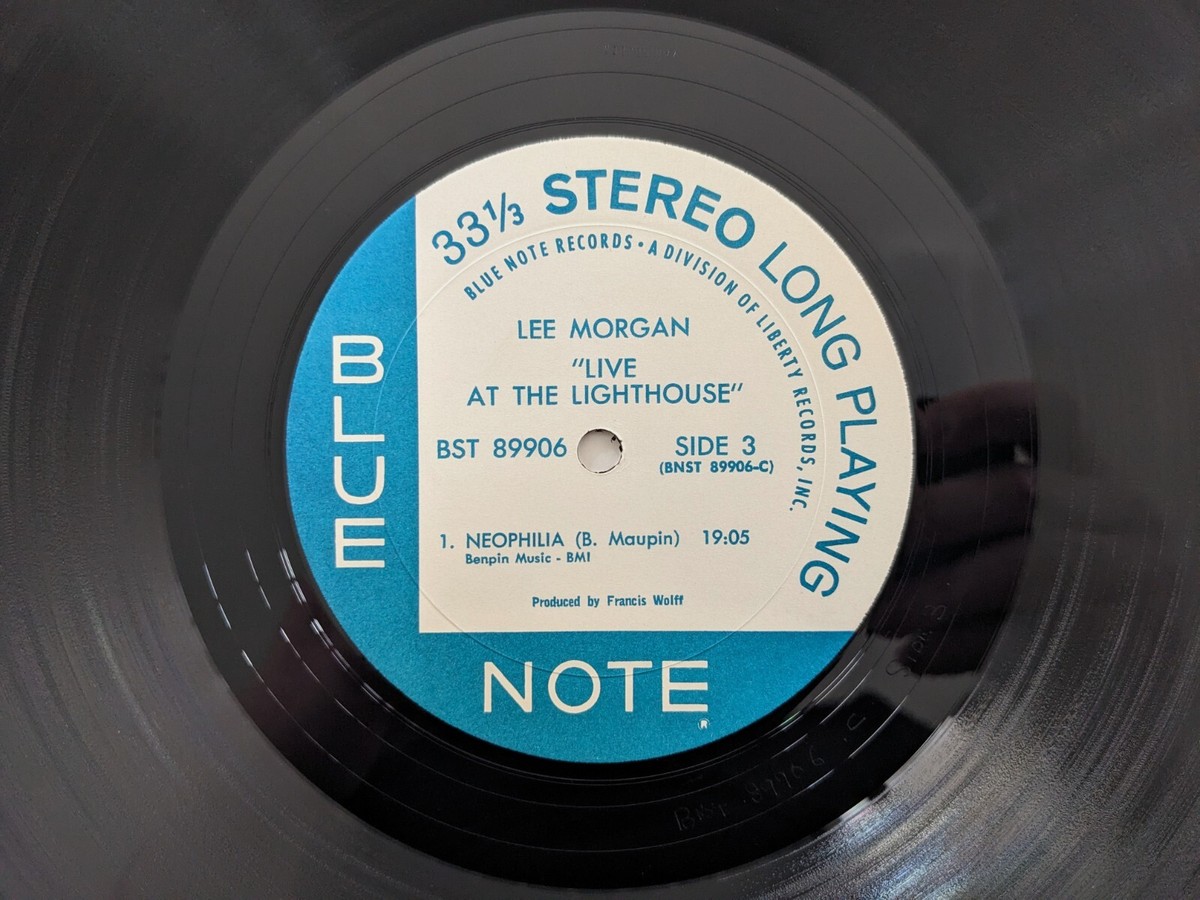 33⅓ STEREO LONG PLAYING
BLUE NOTE RECORDS • A DIVISION OF LIBERTY RECORDS, INC.
LEE MORGAN
"LIVE
AT THE LIGHTHOUSE"
BST 89906
SIDE 3
(BNST 89906-C)
1. NEOPHILIA (B. Maupin) 19:05
Benpin Music - BMI
Produced by Francis Wolff
BLUE
NOTE
®